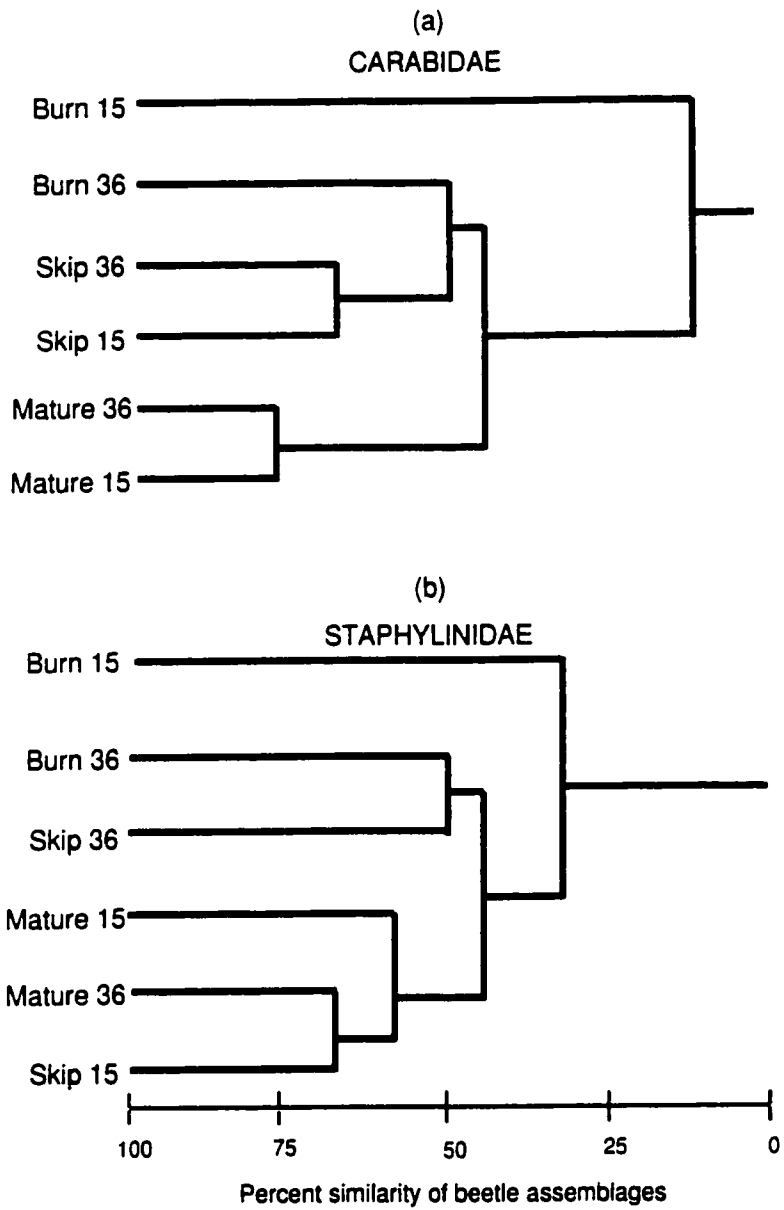 (a)
CARABIDAE
Burn 15
Burn 36
Skip 36
Skip 15
Mature 36
Mature 15
(b)
STAPHYLINIDAE
Burn 15
Burn 36
Skip 36
Mature 15
Mature 36
Skip 15
100 75 50 25 0
Percent similarity of beetle assemblages